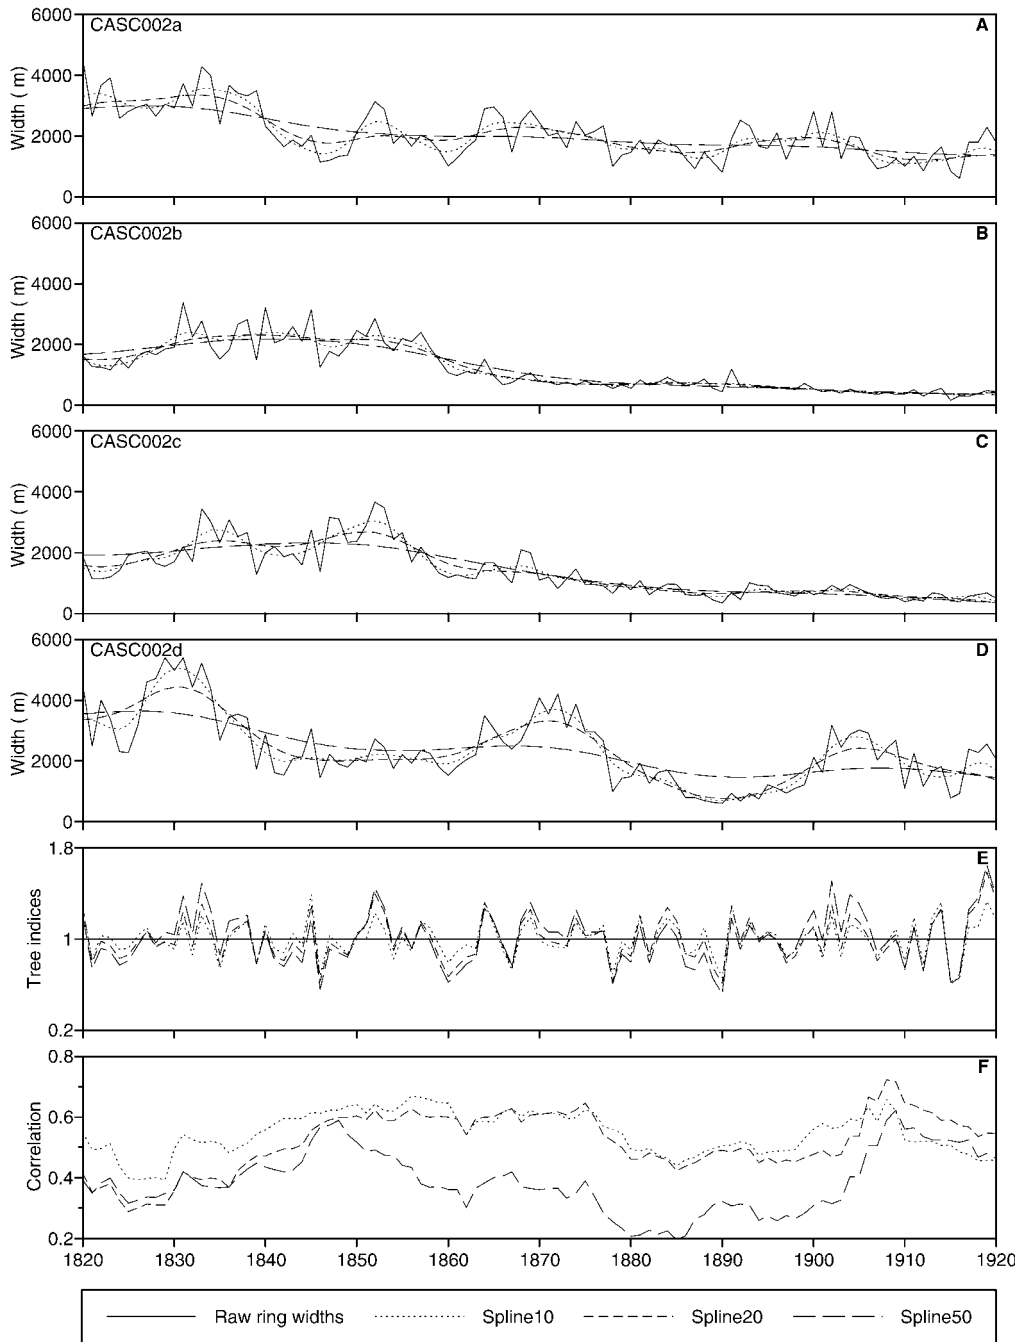 6000
CASC002a
A
4000
2000
0
Width ( m)
6000
CASC002b
B
4000
2000
0
Width ( m)
6000
CASC002c
C
4000
2000
0
Width ( m)
6000
CASC002d
D
4000
2000
0
Width ( m)
1.8
E
1
0.2
Tree indices
0.8
F
0.6
0.4
0.2
Correlation
1820 1830 1840 1850 1860 1870 1880 1890 1900 1910 1920
Raw ring widths Spline10 Spline20 Spline50